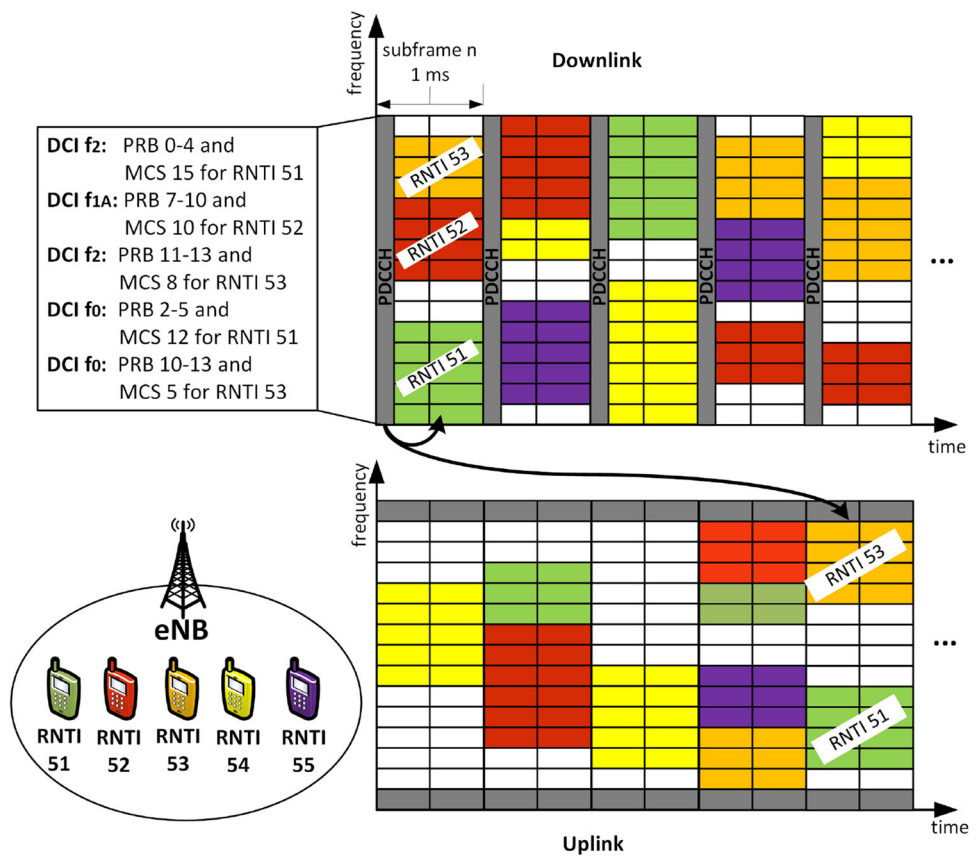 frequency
subframe n
1 ms
Downlink
DCI f2: PRB 0-4 and
MCS 15 for RNTI 51
DCI f1A: PRB 7-10 and
MCS 10 for RNTI 52
DCI f2: PRB 11-13 and
MCS 8 for RNTI 53
DCI f0: PRB 2-5 and
MCS 12 for RNTI 51
DCI f0: PRB 10-13 and
MCS 5 for RNTI 53
PDCCH
RNTI 53
RNTI 52
RNTI 51
PDCCH
PDCCH
PDCCH
PDCCH
...
time
frequency
RNTI 53
RNTI 51
...
time
Uplink
eNB
RNTI 51
RNTI 52
RNTI 53
RNTI 54
RNTI 55